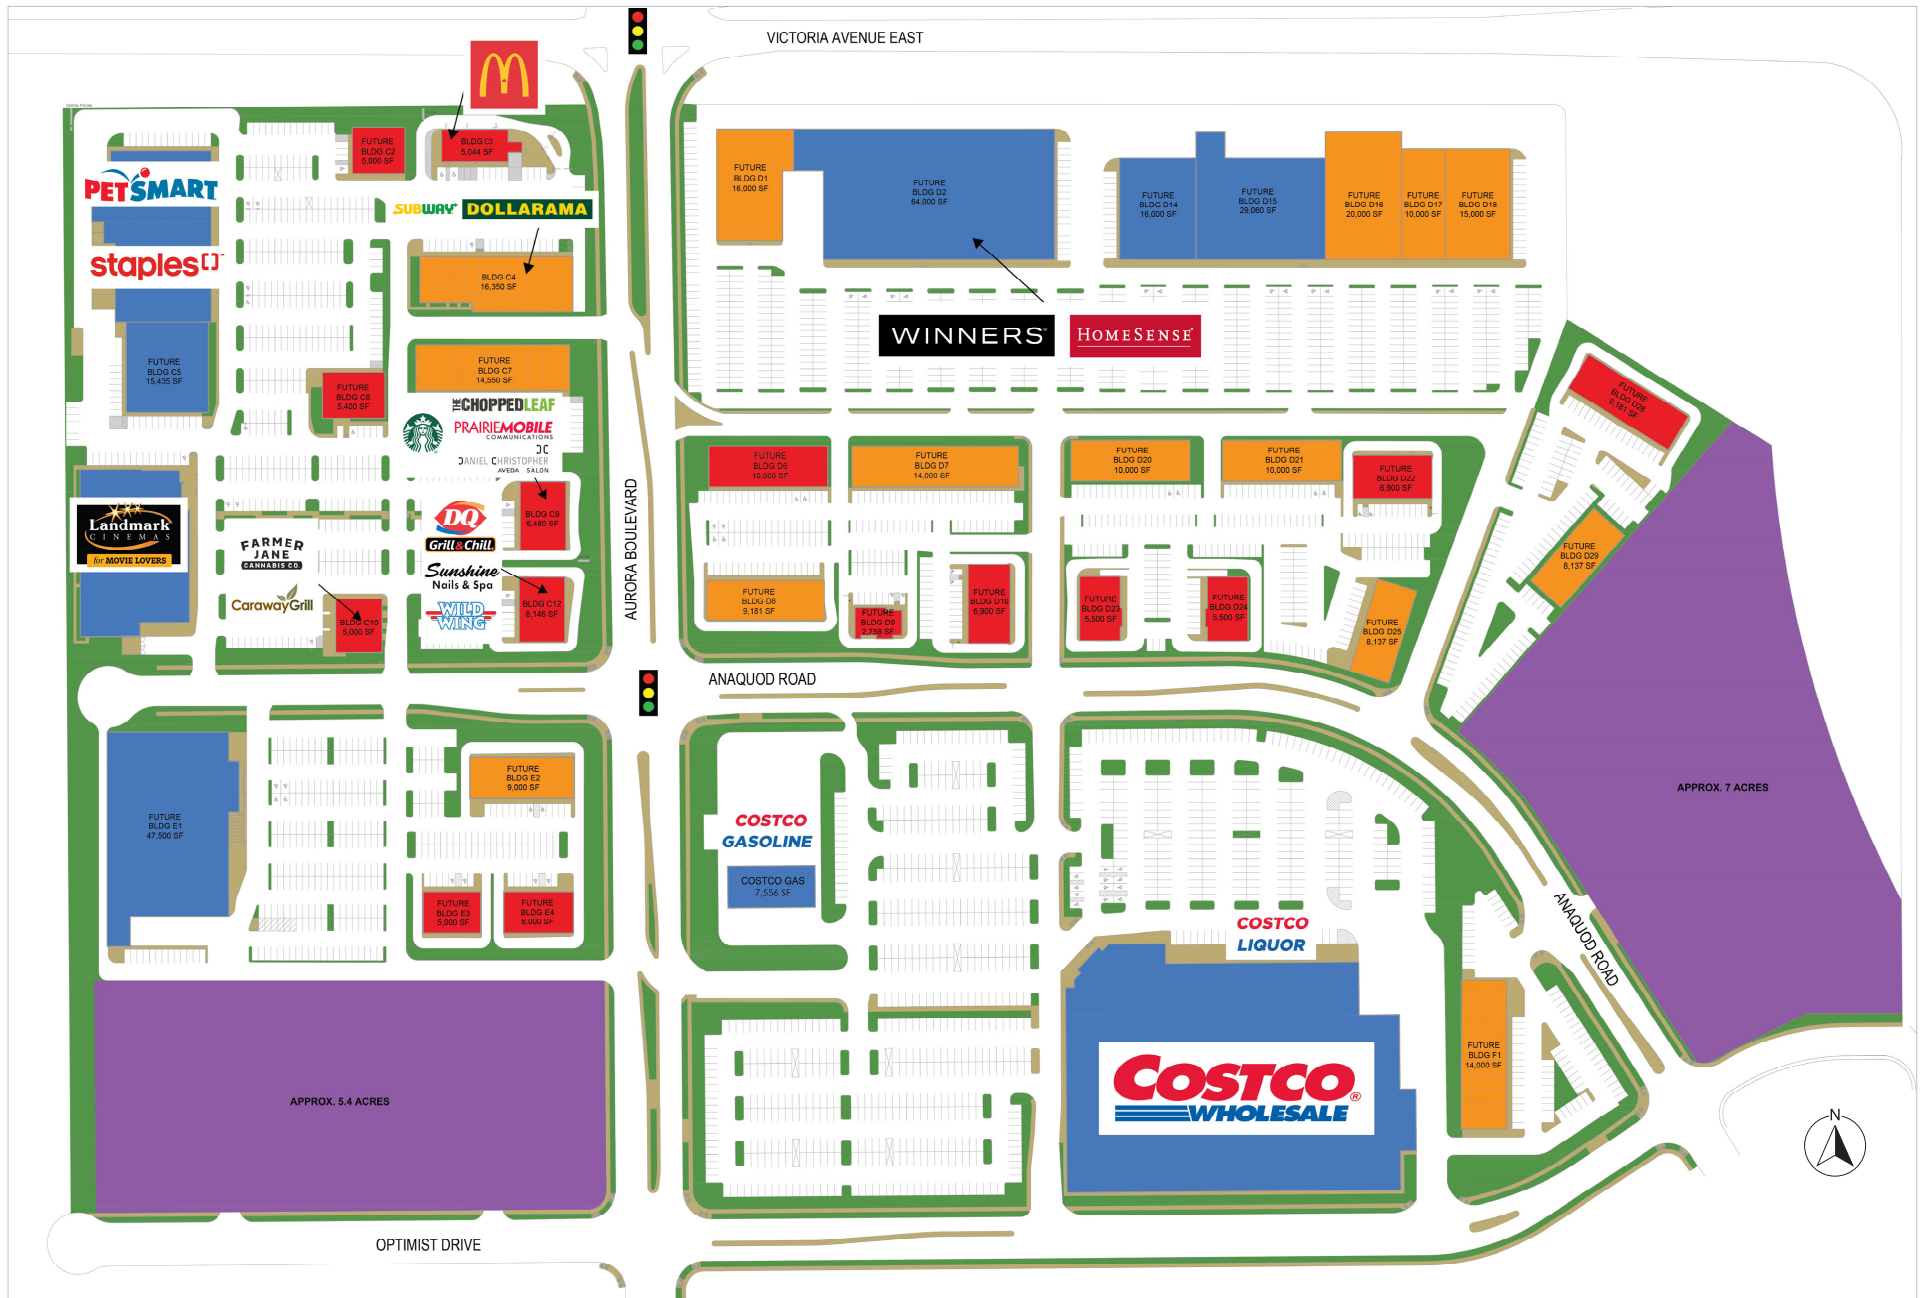 VICTORIA AVENUE EAST
FUTURE
BLDG C2
5,000 SF
BLDG C3
5,044 SF
PETSMART
SUBWAY DOLLARAMA
staples
BLDG C4
16,350 SF
FUTURE
BLDG C5
15,435 SF
FUTURE
BLDG C6
5,400 SF
FUTURE
BLDG C7
14,550 SF
THE CHOPPEDLEAF
PRAIRIEMOBILE
COMMUNICATIONS
DANIEL CHRISTOPHER
AVEDA SALON
BLDG C9
6,480 SF
DQ
Grill & Chill
Landmark
CINEMAS
for MOVIE LOVERS
FARMER
JANE
CANNABIS CO.
CarawayGrill
BLDG C10
5,000 SF
Sunshine
Nails & Spa
WILD
WING
BLDG C12
6,146 SF
AURORA BOULEVARD
FUTURE
BLDG D1
16,000 SF
FUTURE
BLDG D2
64,000 SF
FUTURE
BLDG D14
16,000 SF
FUTURE
BLDG D15
29,060 SF
FUTURE
BLDG D16
20,000 SF
FUTURE
BLDG D17
10,000 SF
FUTURE
BLDG D18
15,000 SF
WINNERS
HOMESENSE
FUTURE
BLDG D28
9,181 SF
FUTURE
BLDG D6
10,000 SF
FUTURE
BLDG D7
14,000 SF
FUTURE
BLDG D20
10,000 SF
FUTURE
BLDG D21
10,000 SF
FUTURE
BLDG D22
6,900 SF
FUTURE
BLDG D29
8,137 SF
FUTURE
BLDG D8
9,181 SF
FUTURE
BLDG D9
2,758 SF
FUTURE
BLDG D10
6,900 SF
FUTURE
BLDG D23
5,500 SF
FUTURE
BLDG D24
5,500 SF
FUTURE
BLDG D25
8,137 SF
ANAQUOD ROAD
FUTURE
BLDG E1
47,500 SF
FUTURE
BLDG E2
9,000 SF
FUTURE
BLDG E3
5,000 SF
FUTURE
BLDG E4
6,000 SF
COSTCO
GASOLINE
COSTCO GAS
7,556 SF
COSTCO
LIQUOR
APPROX. 7 ACRES
ANAQUOD ROAD
FUTURE
BLDG F1
14,000 SF
COSTCO
WHOLESALE
APPROX. 5.4 ACRES
N
OPTIMIST DRIVE